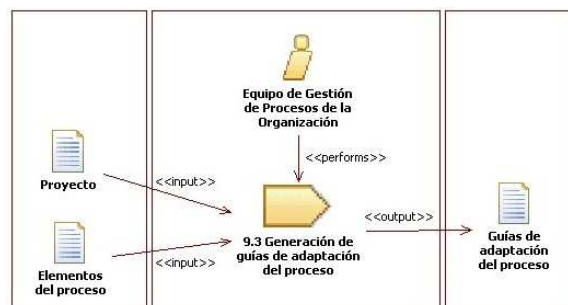 Equipo de Gestión
de Procesos de la
Organización
<<performs>>
Proyecto
<<input>>
<<output>>
9.3 Generación de
guías de adaptación
del proceso
Guías de
adaptación
del proceso
Elementos
del proceso
<<input>>